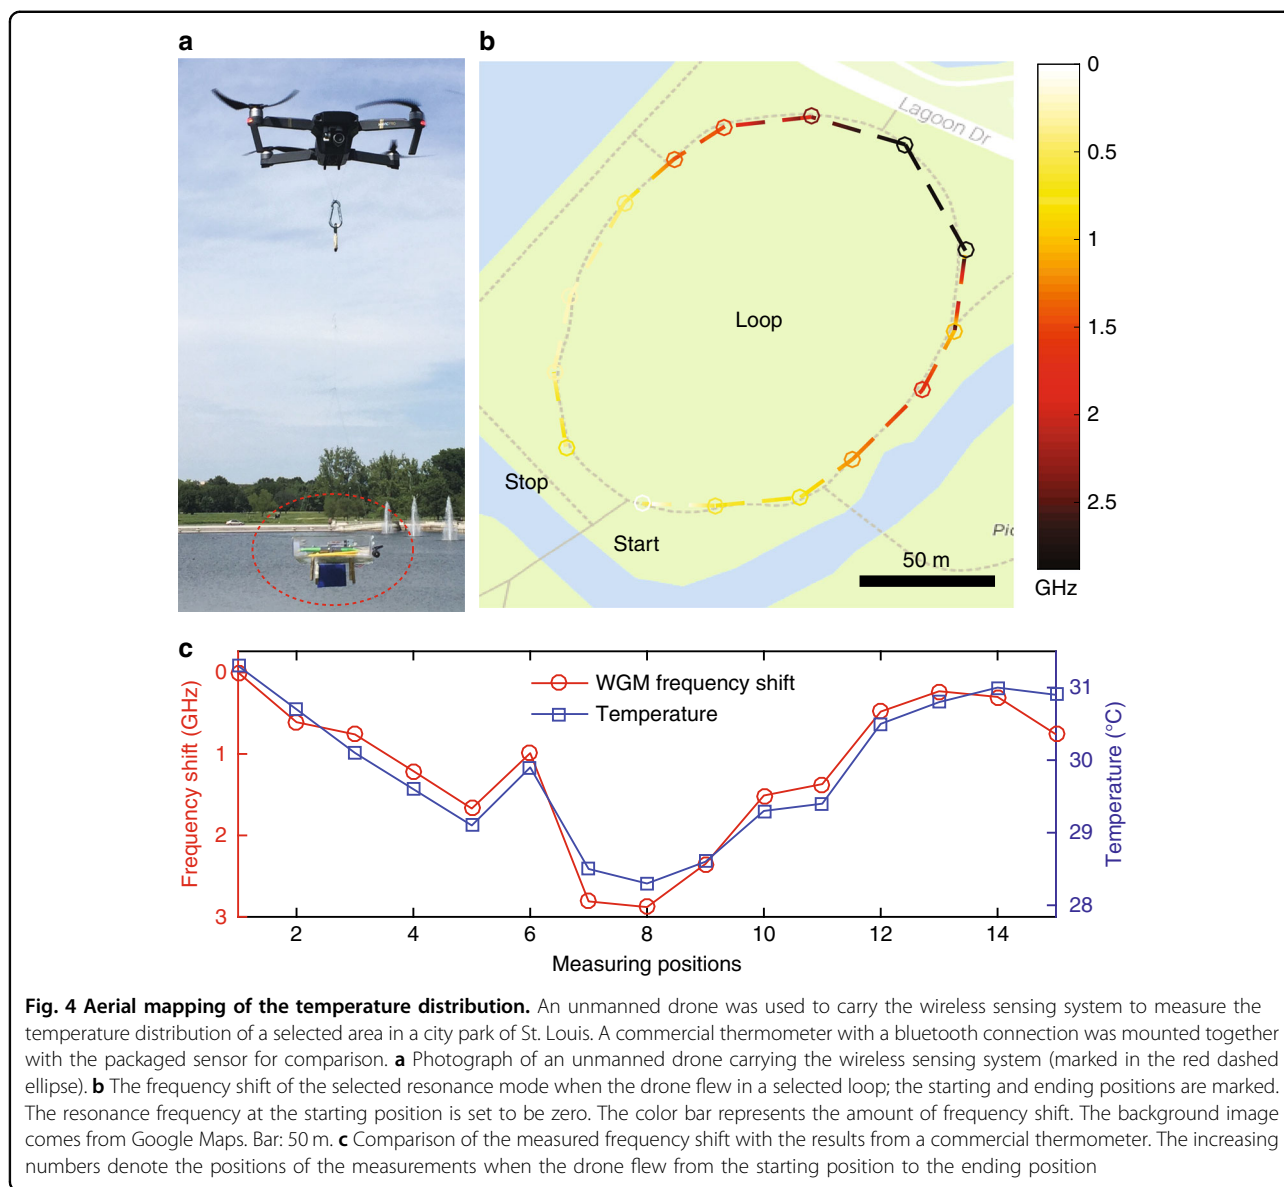 a
b
Lagoon Dr
Loop
Stop
Start
50 m
0
0.5
1
1.5
2
2.5
GHz
c
WGM frequency shift
Temperature
Frequency shift (GHz)
0
1
2
3
Temperature (°C)
31
30
29
28
2 4 6 8 10 12 14
Measuring positions
Fig. 4 Aerial mapping of the temperature distribution. An unmanned drone was used to carry the wireless sensing system to measure the
temperature distribution of a selected area in a city park of St. Louis. A commercial thermometer with a bluetooth connection was mounted together
with the packaged sensor for comparison. a Photograph of an unmanned drone carrying the wireless sensing system (marked in the red dashed
ellipse). b The frequency shift of the selected resonance mode when the drone flew in a selected loop; the starting and ending positions are marked.
The resonance frequency at the starting position is set to be zero. The color bar represents the amount of frequency shift. The background image
comes from Google Maps. Bar: 50 m. c Comparison of the measured frequency shift with the results from a commercial thermometer. The increasing
numbers denote the positions of the measurements when the drone flew from the starting position to the ending position